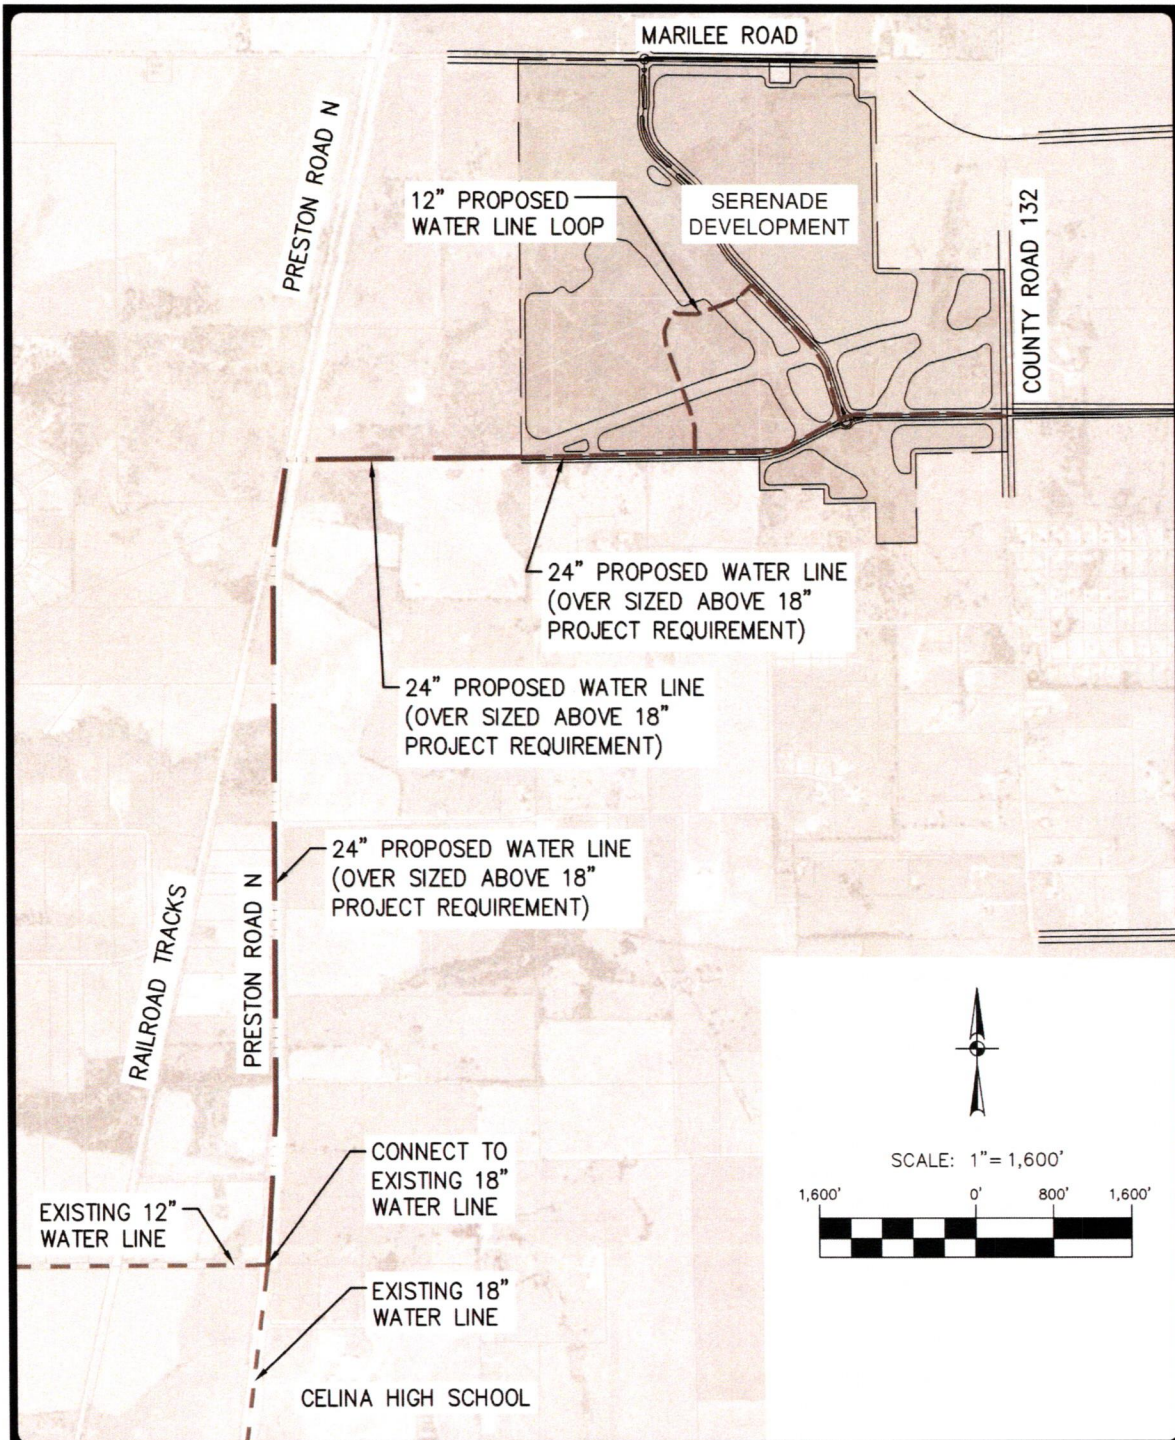 MARILEE ROAD
PRESTON ROAD N
12” PROPOSED
WATER LINE LOOP
SERENADE
DEVELOPMENT
COUNTY ROAD 132
24” PROPOSED WATER LINE
(OVER SIZED ABOVE 18”
PROJECT REQUIREMENT)
24” PROPOSED WATER LINE
(OVER SIZED ABOVE 18”
PROJECT REQUIREMENT)
24” PROPOSED WATER LINE
(OVER SIZED ABOVE 18”
PROJECT REQUIREMENT)
RAILROAD TRACKS
PRESTON ROAD N
CONNECT TO
EXISTING 18”
WATER LINE
EXISTING 12”
WATER LINE
EXISTING 18”
WATER LINE
CELINA HIGH SCHOOL
SCALE: 1”= 1,600’
1,600’ 0’ 800’ 1,600’